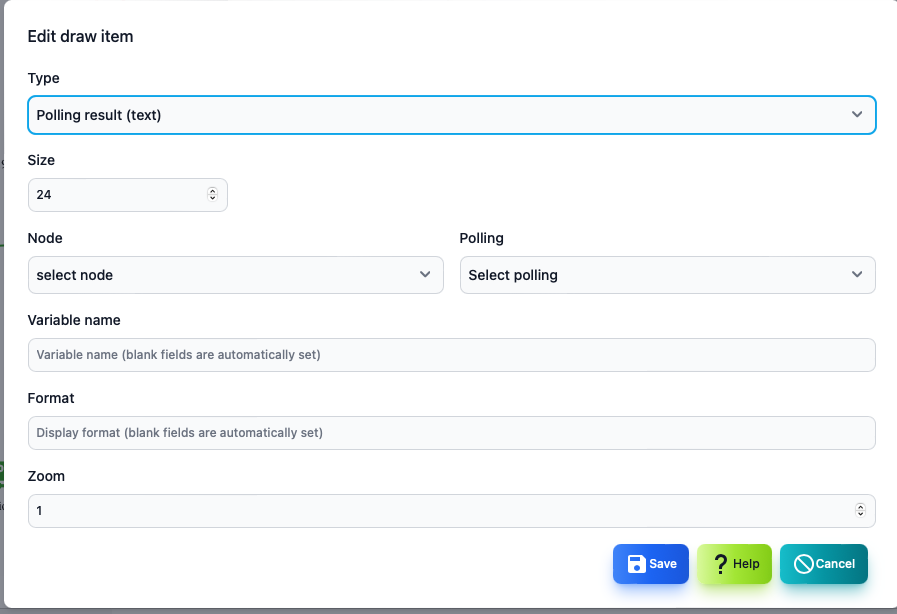 Edit draw item
Type
Polling result (text)
Size
24
Node
Polling
select node
Select polling
Variable name
Variable name (blank fields are automatically set)
Format
Display format (blank fields are automatically set)
Zoom
1
Save
Help
Cancel